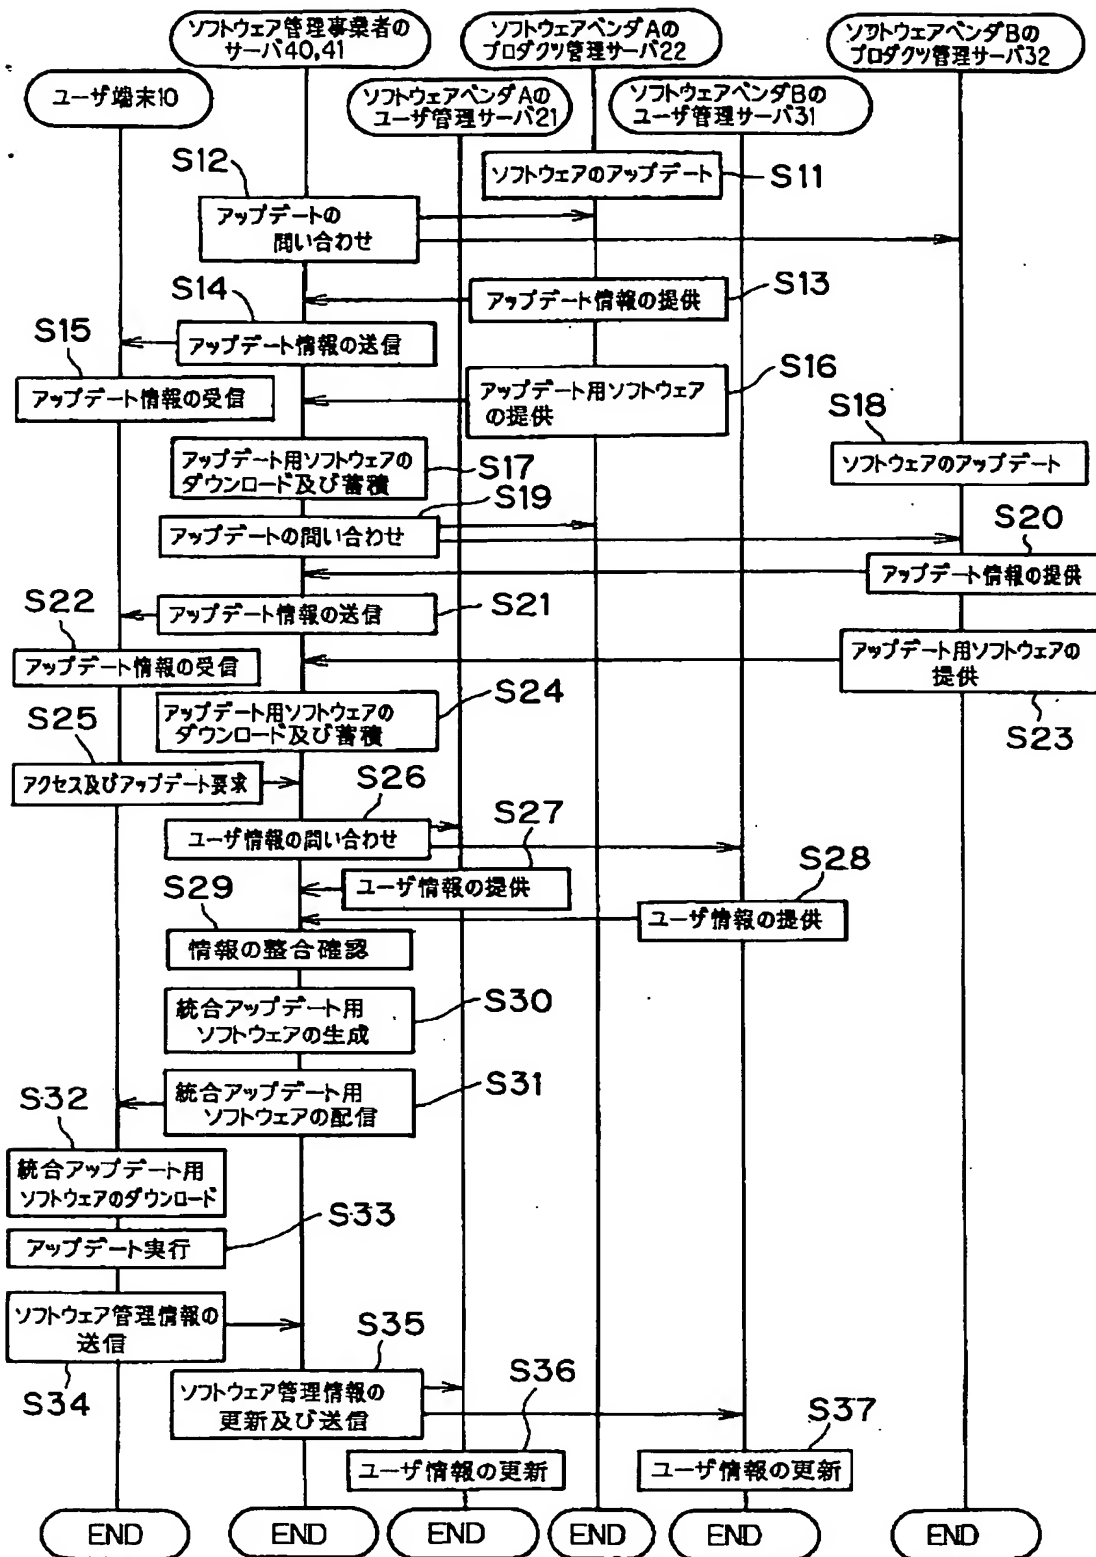 ソフトウェア管理事業者の
サーバ40,41
ソフトウェアベンダAの
プロダクツ管理サーバ22
ソフトウェアベンダBの
プロダクツ管理サーバ32
ユーザ端末10
ソフトウェアベンダAの
ユーザ管理サーバ21
ソフトウェアベンダBの
ユーザ管理サーバ31
S12
ソフトウェアのアップデート
S11
アップデートの
問い合わせ
S14
アップデート情報の提供
S13
S15
アップデート情報の送信
アップデート情報の受信
アップデート用ソフトウェア
の提供
S16
S18
アップデート用ソフトウェアの
ダウンロード及び蓄積
S17
ソフトウェアのアップデート
S19
アップデートの問い合わせ
S20
アップデート情報の提供
S22
アップデート情報の送信
S21
アップデート情報の受信
アップデート用ソフトウェアの
提供
S24
アップデート用ソフトウェアの
ダウンロード及び蓄積
S23
S25
アクセス及びアップデート要求
S26
ユーザ情報の問い合わせ
S27
ユーザ情報の提供
S28
S29
ユーザ情報の提供
情報の整合確認
統合アップデート用
ソフトウェアの生成
S30
統合アップデート用
ソフトウェアの配信
S31
S32
統合アップデート用
ソフトウェアのダウンロード
S33
アップデート実行
ソフトウェア管理情報の
送信
S34
S35
ソフトウェア管理情報の
更新及び送信
S36
S37
ユーザ情報の更新
ユーザ情報の更新
END
END
END
END
END
END